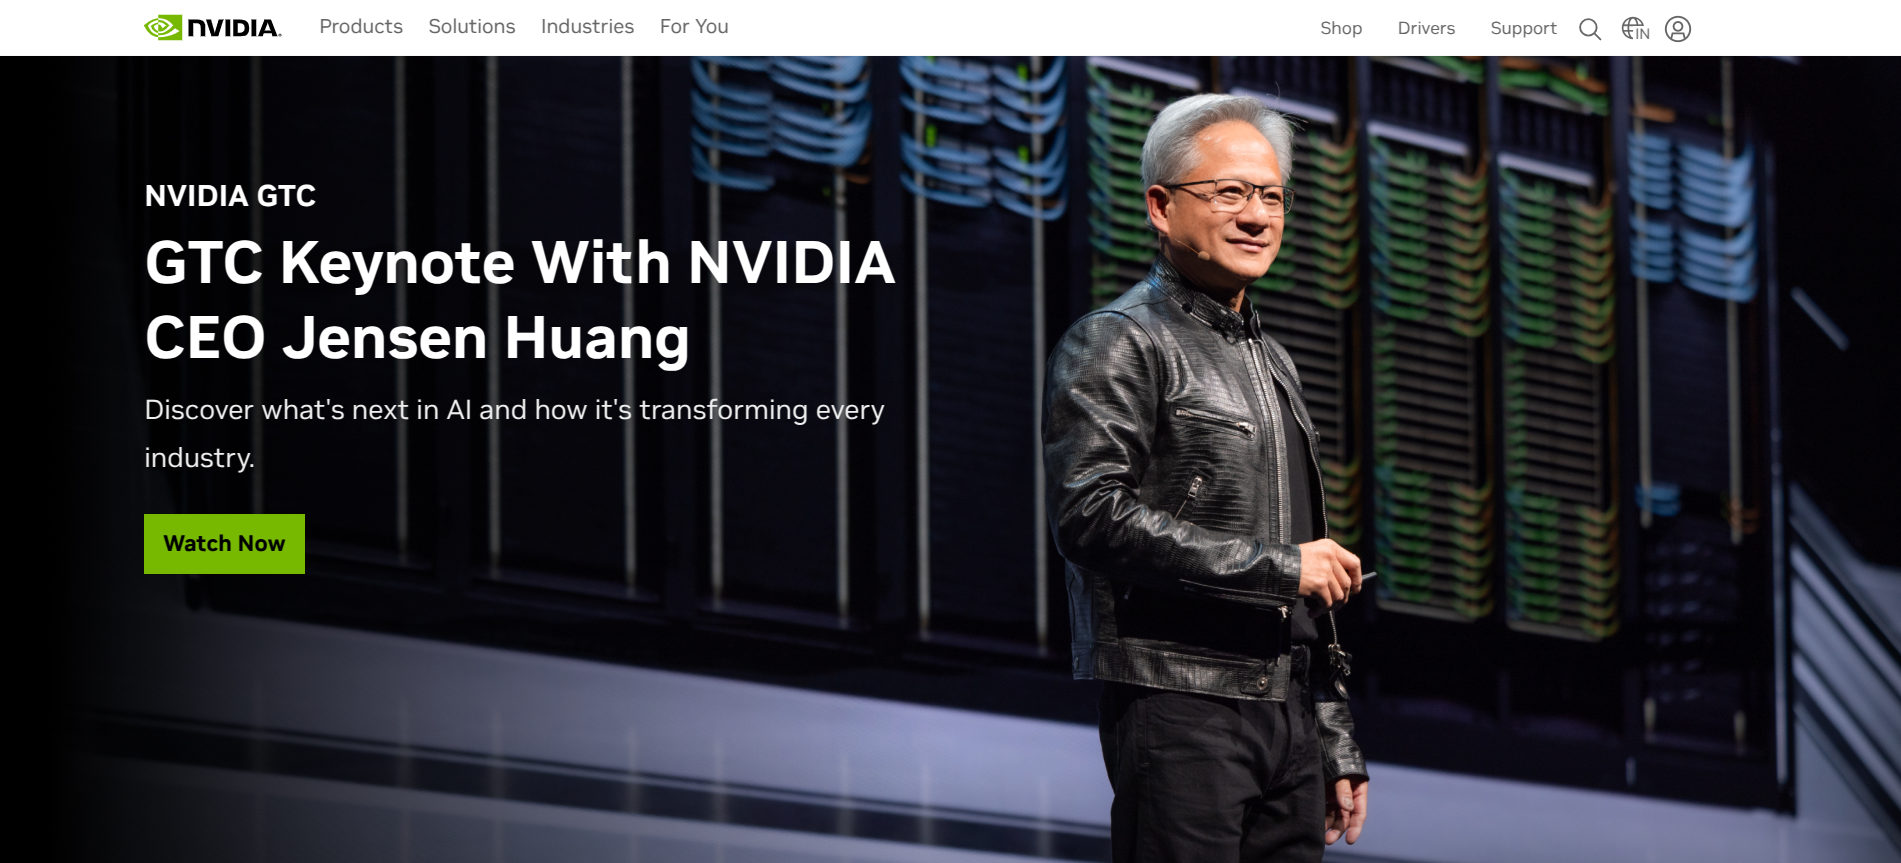 NVIDIA
Products Solutions Industries For You
Shop Drivers Support IN
NVIDIA GTC
GTC Keynote With NVIDIA
CEO Jensen Huang
Discover what's next in AI and how it's transforming every
industry.
Watch Now